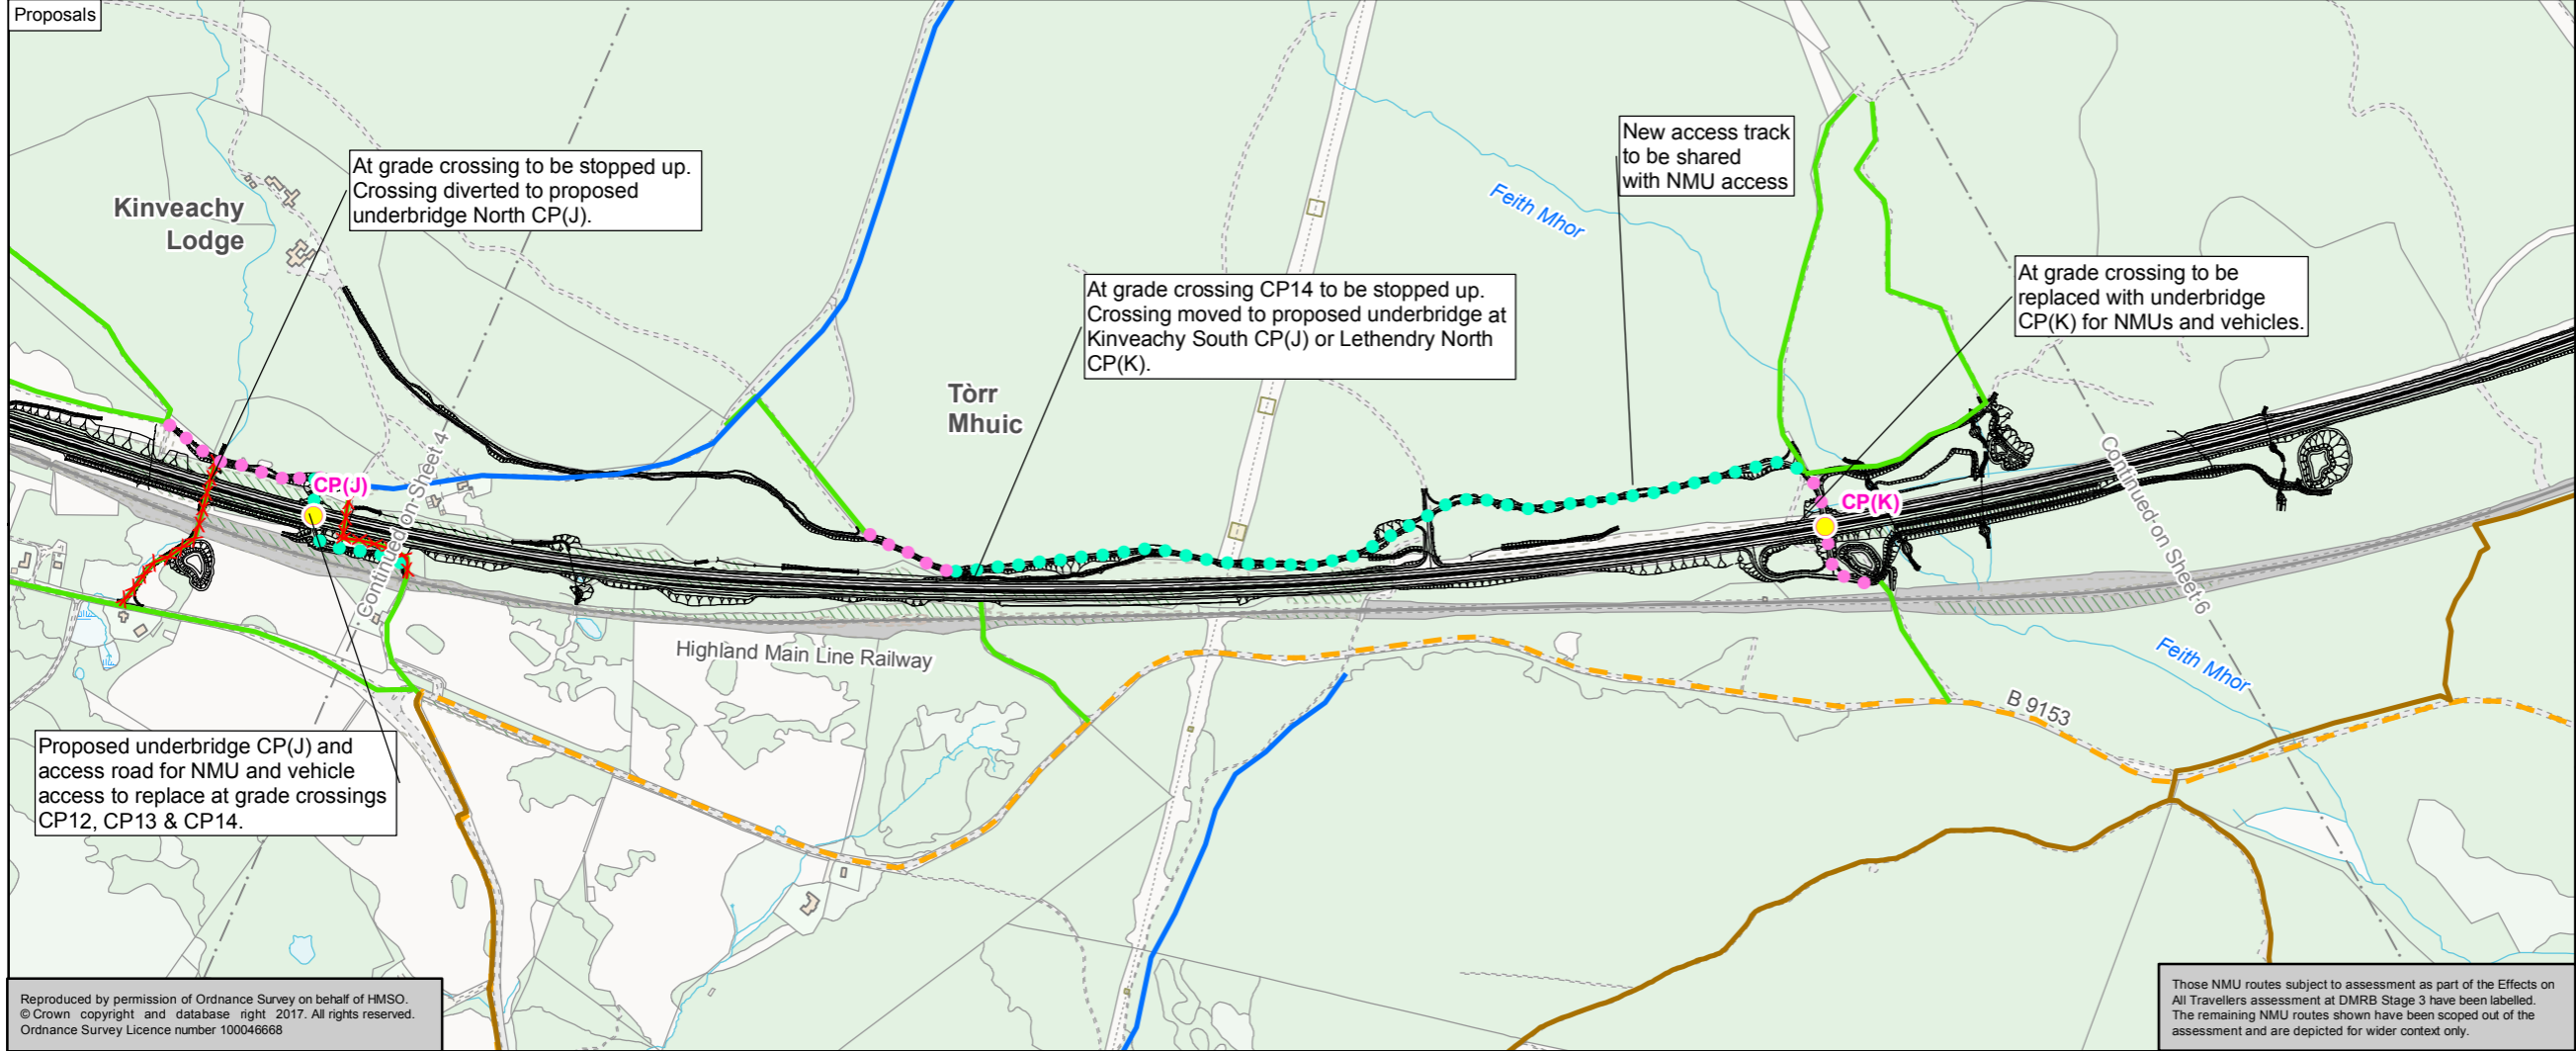 Proposals
At grade crossing to be stopped up.
Crossing diverted to proposed
underbridge North CP(J).
Kinveachy
Lodge
New access track
to be shared
with NMU access
Feith Mhor
At grade crossing CP14 to be stopped up.
Crossing moved to proposed underbridge at
Kinveachy South CP(J) or Lethendry North
CP(K).
At grade crossing to be
replaced with underbridge
CP(K) for NMUs and vehicles.
Tòrr
Mhuic
CP(J)
CP(K)
Continued on Sheet 4
Continued on Sheet 6
Highland Main Line Railway
Feith Mhor
B 9153
Proposed underbridge CP(J) and
access road for NMU and vehicle
access to replace at grade crossings
CP12, CP13 & CP14.
Reproduced by permission of Ordnance Survey on behalf of HMSO.
© Crown copyright and database right 2017. All rights reserved.
Ordnance Survey Licence number 100046668
Those NMU routes subject to assessment as part of the Effects on
All Travellers assessment at DMRB Stage 3 have been labelled.
The remaining NMU routes shown have been scoped out of the
assessment and are depicted for wider context only.